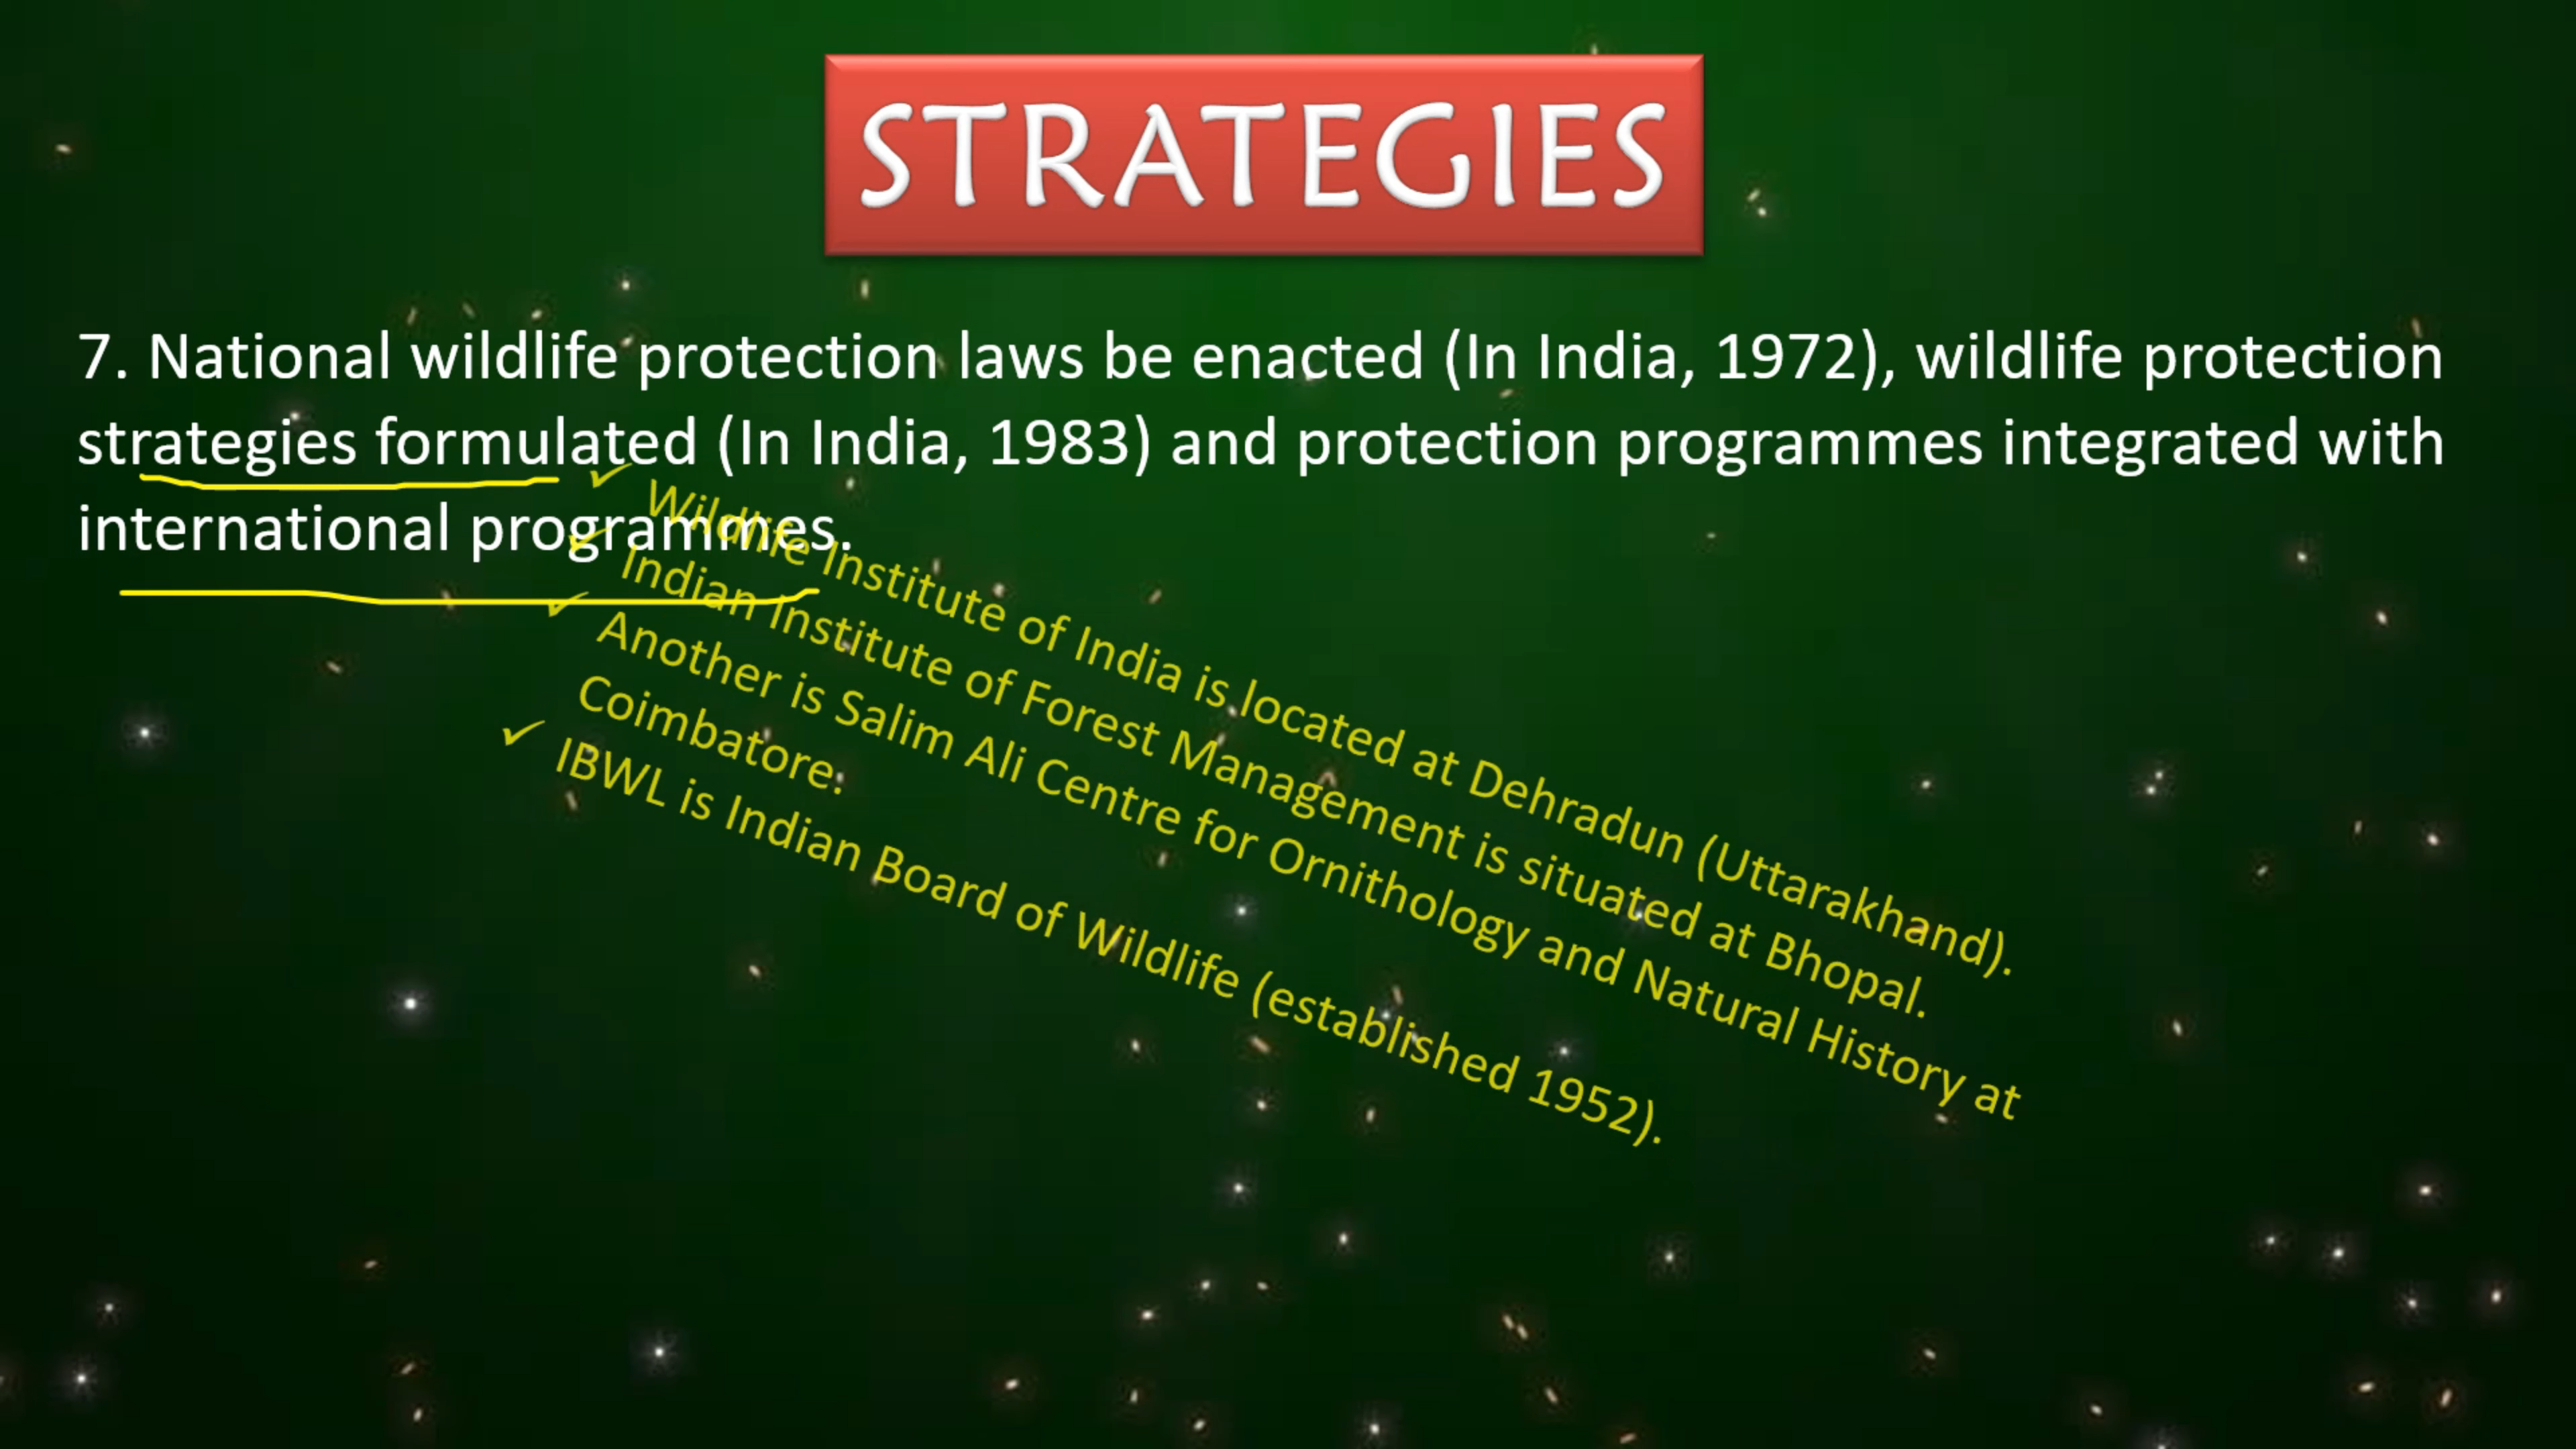 STRATEGIES
7. National wildlife protection laws be enacted (In India, 1972), wildlife protection
strategies formulated (In India, 1983) and protection programmes integrated with
international programmes.
✓ Wildlife Institute of India is located at Dehradun (Uttarakhand).
✓ Indian Institute of Forest Management is situated at Bhopal.
✓ Another is Salim Ali Centre for Ornithology and Natural History at
Coimbatore.
✓ IBWL is Indian Board of Wildlife (established 1952).